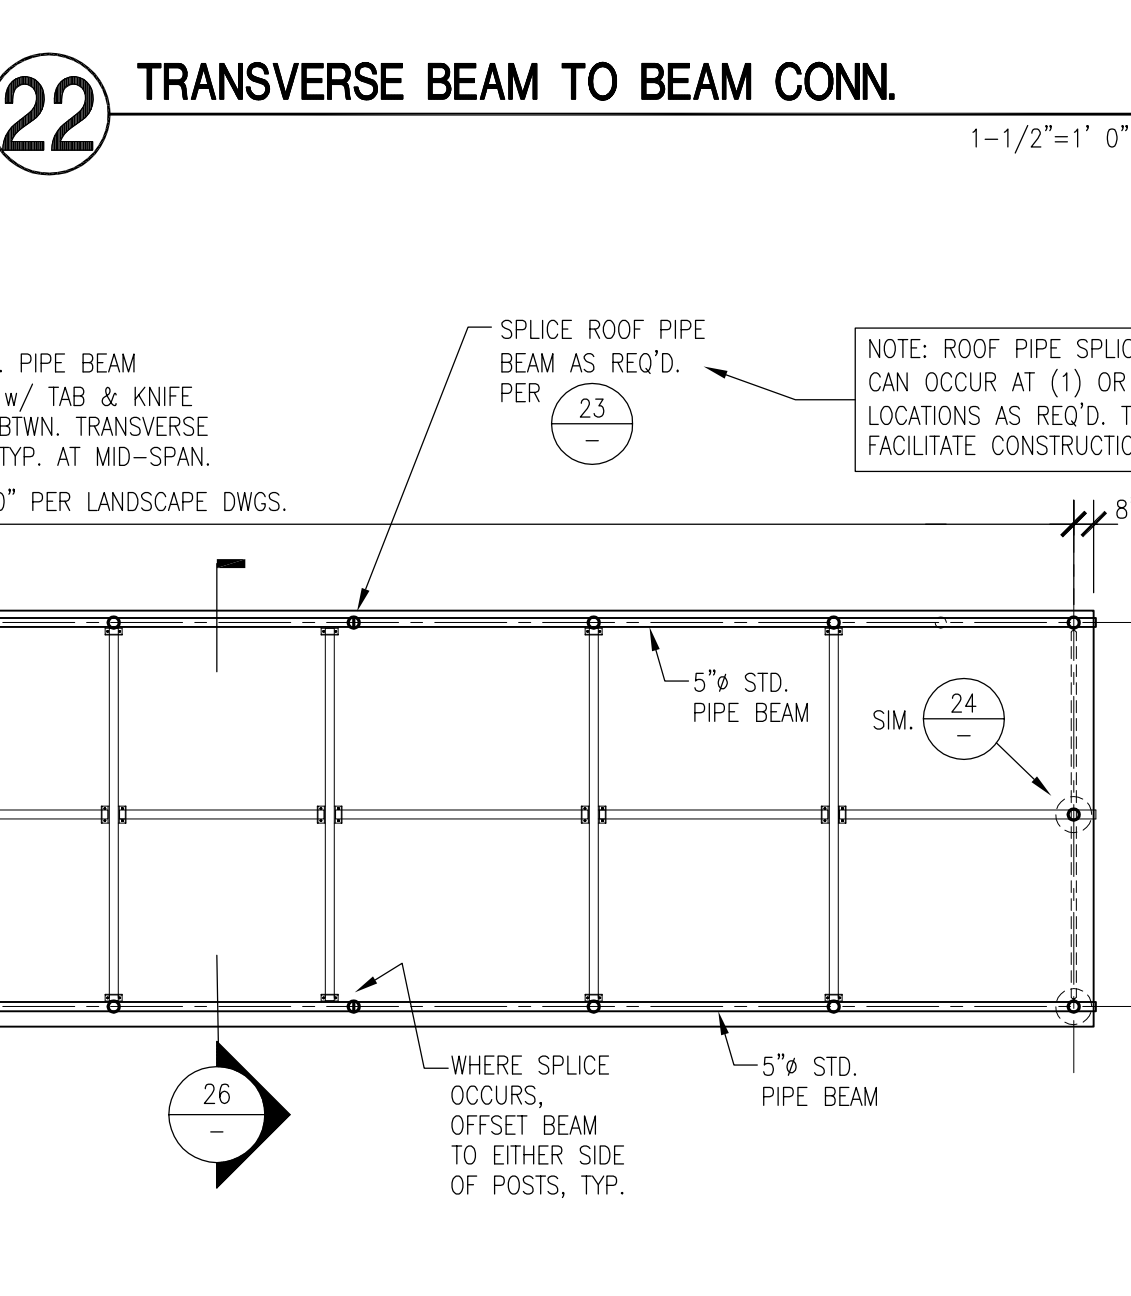 22
TRANSVERSE BEAM TO BEAM CONN.
1-1/2"=1' 0"
. PIPE BEAM
w/ TAB & KNIFE
BTWN. TRANSVERSE
TYP. AT MID-SPAN.
0" PER LANDSCAPE DWGS.
SPLICE ROOF PIPE
BEAM AS REQ'D.
PER
23
-
NOTE: ROOF PIPE
CAN OCCUR AT (1) OR
LOCATIONS AS REQ'D.
FACILITATE
8
5"ø STD.
PIPE BEAM
SIM.
24
-
26
-
WHERE SPLICE
OCCURS,
OFFSET BEAM
TO EITHER SIDE
OF POSTS, TYP.
5"ø STD.
PIPE BEAM